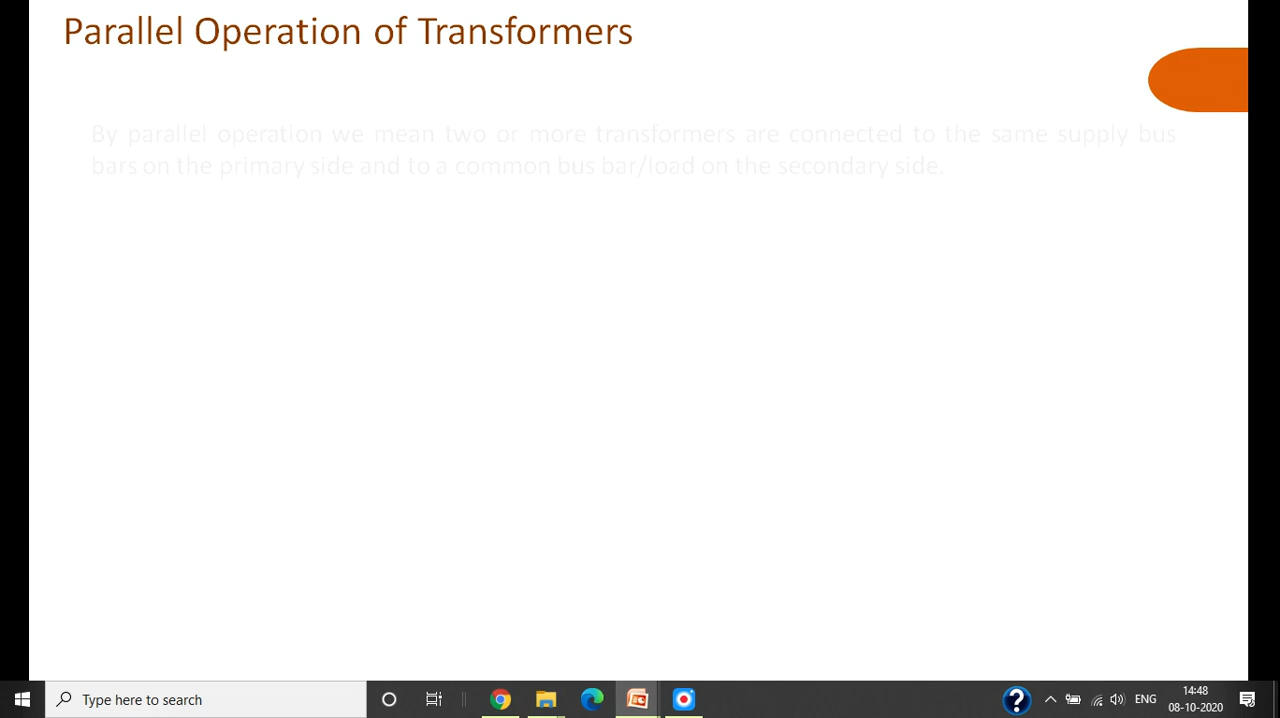 Parallel Operation of Transformers
By parallel operation we mean two or more transformers are connected to the same supply bus
bars on the primary side and to a common bus bar/load on the secondary side.
Type here to search
ENG
14:48
08-10-2020